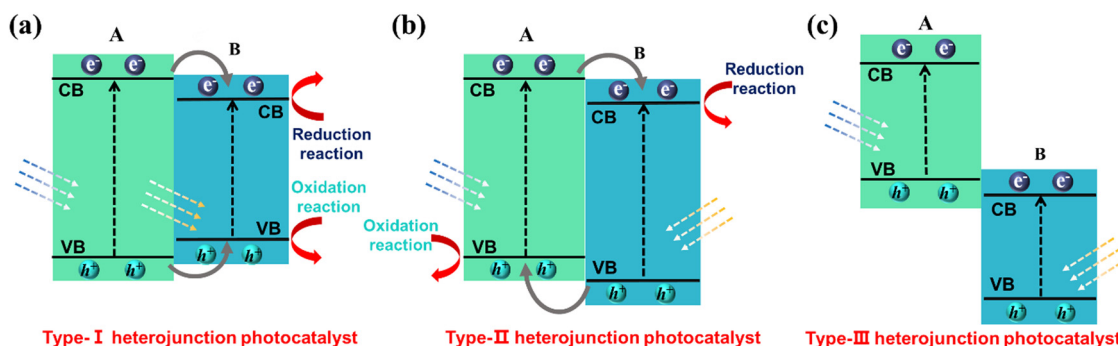 (a)
A
B
e⁻ e⁻
e⁻ e⁻
CB
CB
Reduction
reaction
Oxidation
reaction
VB
VB
h⁺ h⁺
h⁺ h⁺
Type-Ⅰ heterojunction photocatalyst
(b)
A
B
e⁻ e⁻
e⁻ e⁻
Reduction
reaction
CB
CB
Oxidation
reaction
VB
VB
h⁺ h⁺
h⁺ h⁺
Type-Ⅱ heterojunction photocatalyst
(c)
A
e⁻ e⁻
CB
VB
h⁺ h⁺
B
e⁻ e⁻
CB
VB
h⁺ h⁺
Type-Ⅲ heterojunction photocatalyst